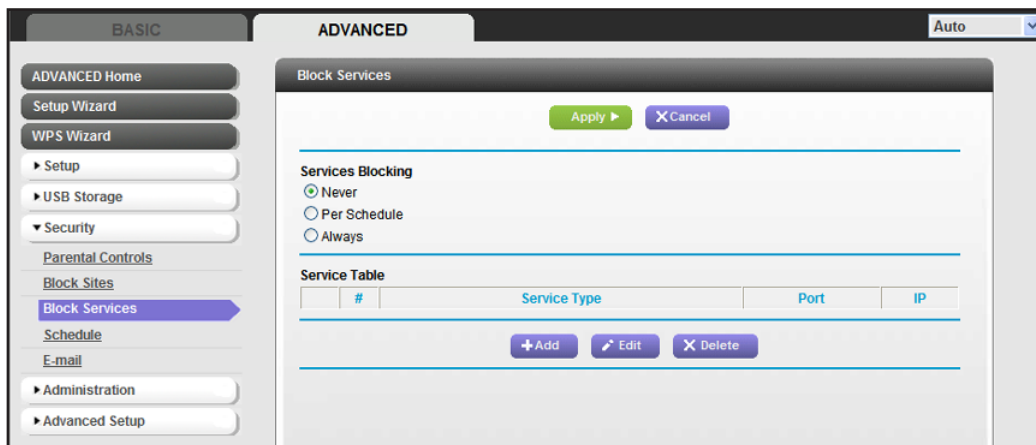 BASIC
ADVANCED
Auto
ADVANCED Home
Setup Wizard
WPS Wizard
Setup
USB Storage
Security
Parental Controls
Block Sites
Block Services
Schedule
E-mail
Administration
Advanced Setup
Block Services
Apply
Cancel
Services Blocking
Never
Per Schedule
Always
Service Table
# Service Type Port IP
Add Edit Delete